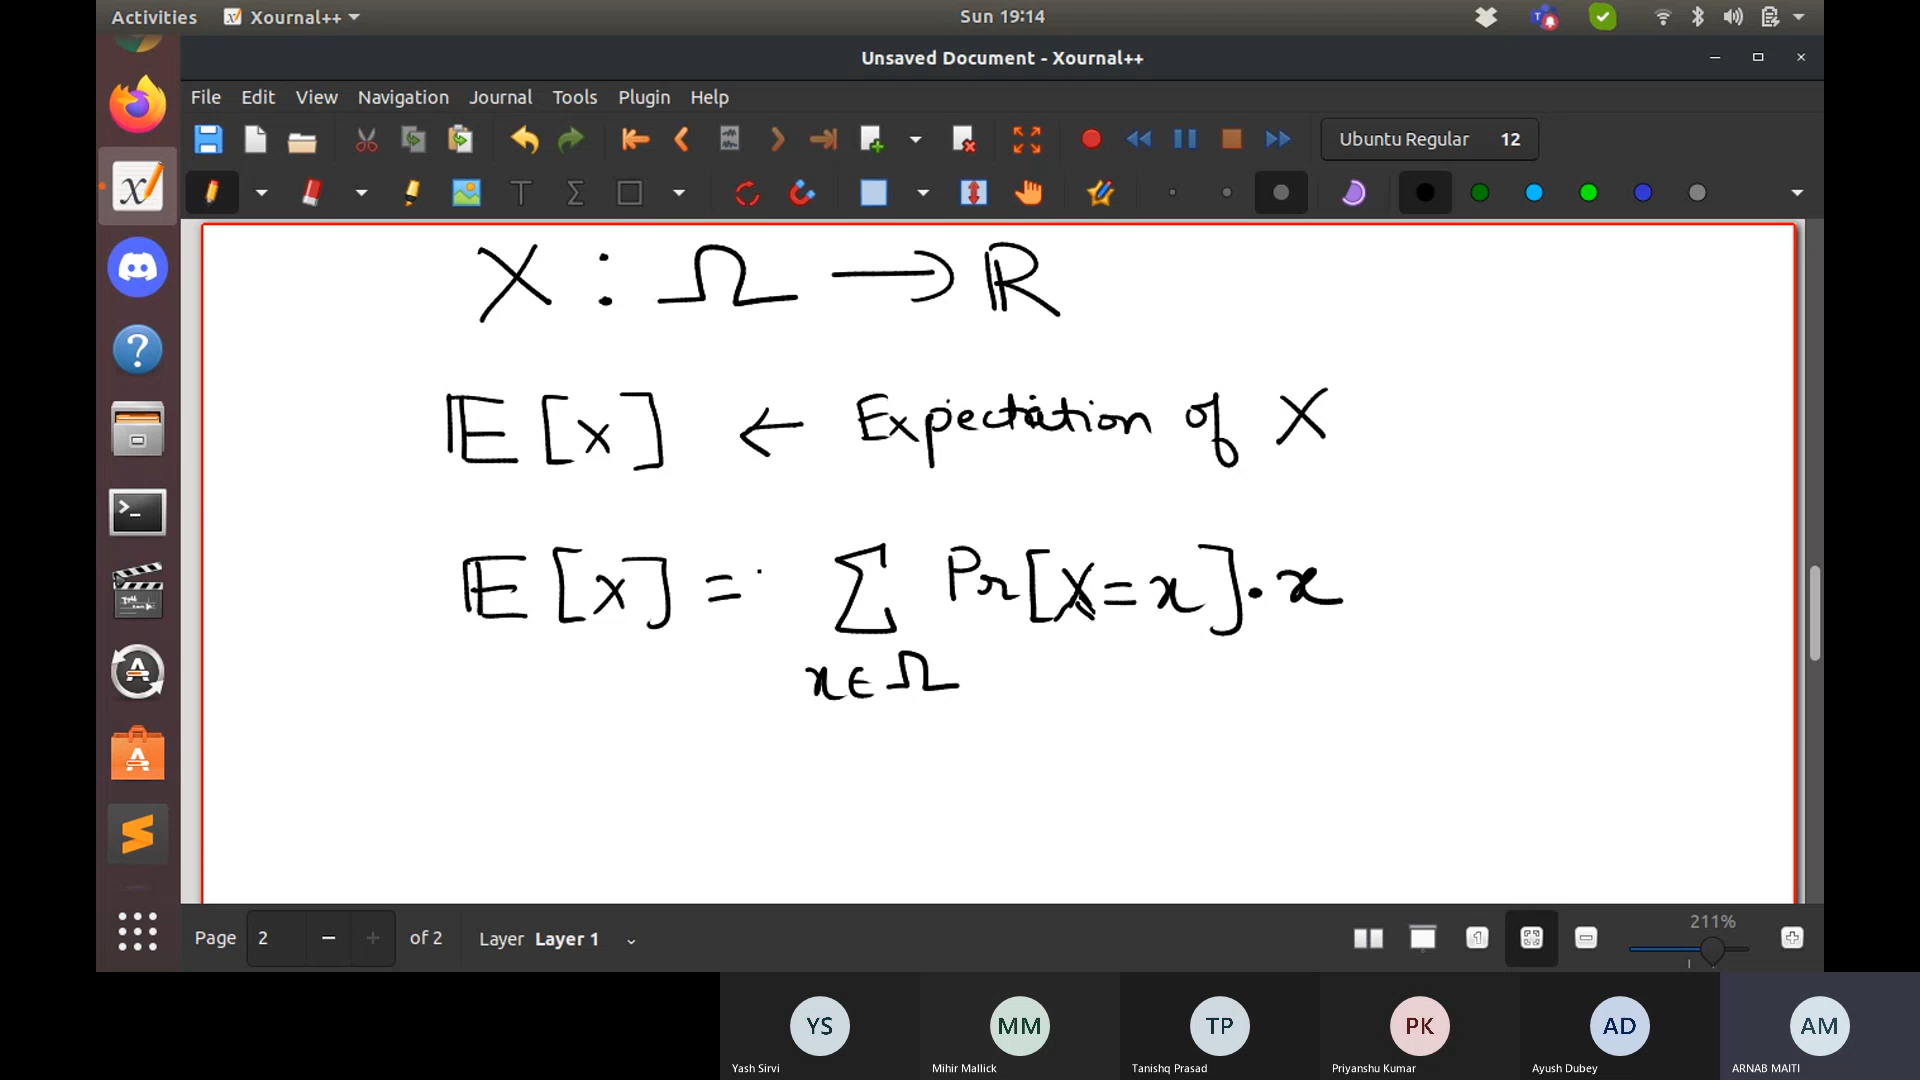 Activities Xournal++ Sun 19:14
Unsaved Document - Xournal++
File Edit View Navigation Journal Tools Plugin Help
Ubuntu Regular 12
X : Ω → ℝ
𝔼[X] ← Expectation of X
𝔼[X] = ∑ Pr[X=x]·x
x∈Ω
Page 2 of 2 Layer Layer 1 211%
YS MM TP PK AD AM
Yash Sirvi Mihir Mallick Tanishq Prasad Priyanshu Kumar Ayush Dubey ARNAB MAITI